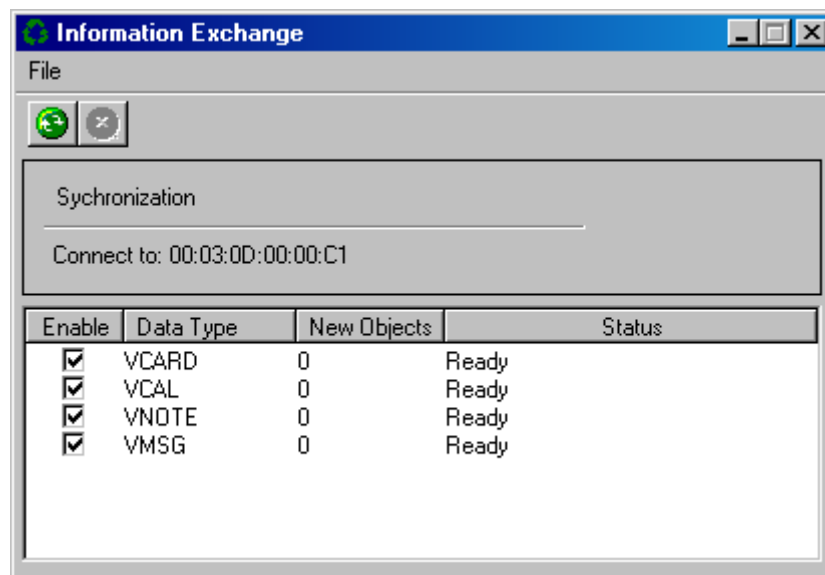 Information Exchange
File
Sychronization
Connect to: 00:03:0D:00:00:C1
Enable Data Type New Objects Status
VCARD 0 Ready
VCAL 0 Ready
VNOTE 0 Ready
VMSG 0 Ready